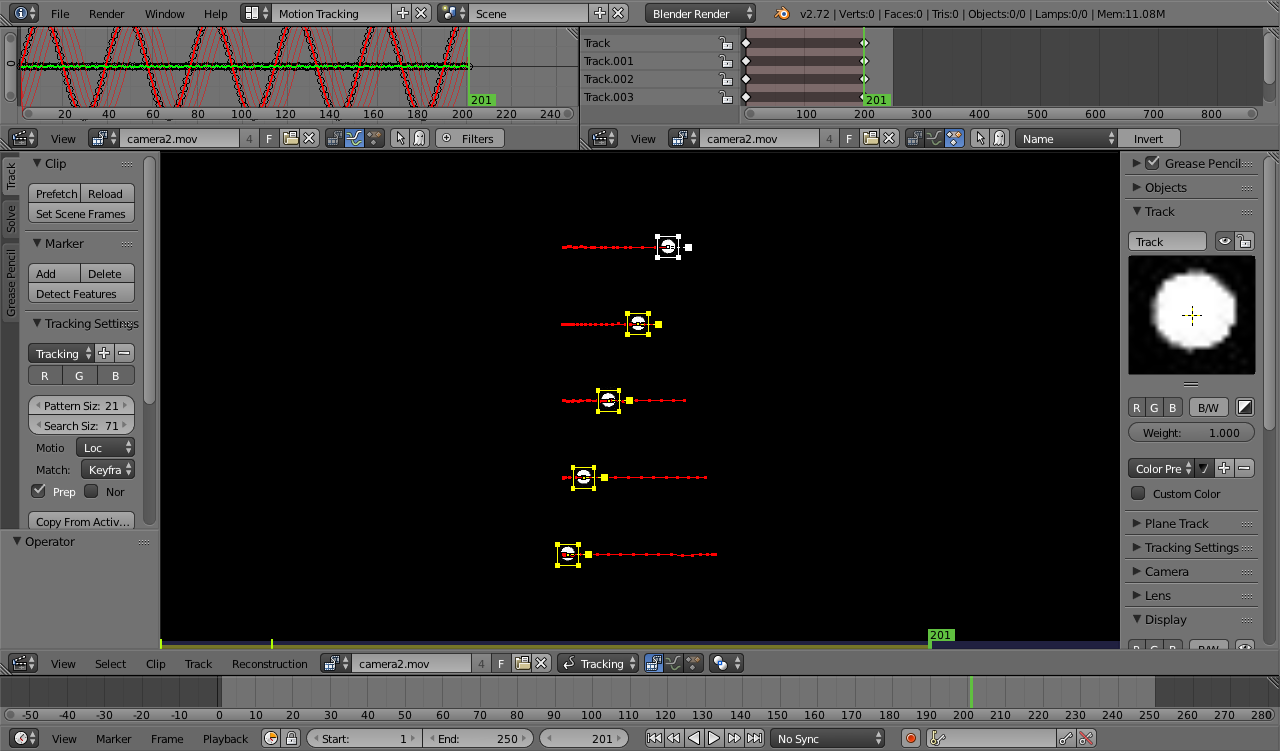 File Render Window Help Motion Tracking Scene Blender Render v2.72 | Verts:0 | Faces:0 | Tris:0 | Objects:0/0 | Lamps:0/0 | Mem:11.08M
0
201
20 40 60 80 100 120 140 160 180 200 220 240
Track
Track.001
Track.002
Track.003
201
100 200 300 400 500 600 700 800
View camera2.mov 4 F Filters
View camera2.mov 4 F Name Invert
Track
Solve
Grease Pencil
Clip
Prefetch Reload
Set Scene Frames
Marker
Add Delete
Detect Features
Tracking Settings
Tracking
R G B
Pattern Siz: 21
Search Siz: 71
Motio Loc
Match: Keyfra
Prep Nor
Copy From Activ...
Operator
201
Grease Pencil
Objects
Track
Track
R G B B/W
Weight: 1.000
Color Pre
Custom Color
Plane Track
Tracking Settings
Camera
Lens
Display
R G B B/W
View Select Clip Track Reconstruction camera2.mov 4 F Tracking
-50 -40 -30 -20 -10 0 10 20 30 40 50 60 70 80 90 100 110 120 130 140 150 160 170 180 190 200 210 220 230 240 250 260 270 280
View Marker Frame Playback Start: 1 End: 250 201 No Sync